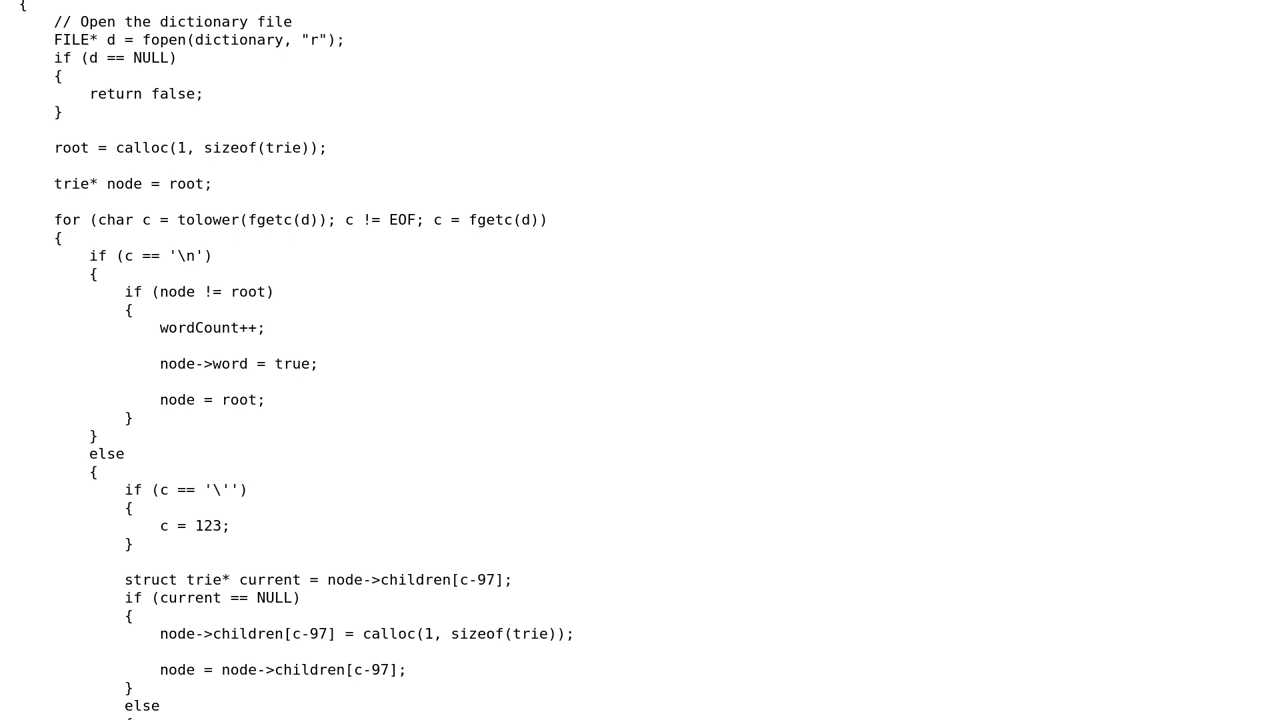 {
    // Open the dictionary file
    FILE* d = fopen(dictionary, "r");
    if (d == NULL)
    {
        return false;
    }

    root = calloc(1, sizeof(trie));

    trie* node = root;

    for (char c = tolower(fgetc(d)); c != EOF; c = fgetc(d))
    {
        if (c == '\n')
        {
            if (node != root)
            {
                wordCount++;

                node->word = true;

                node = root;
            }
        }
        else
        {
            if (c == '\'')
            {
                c = 123;
            }

            struct trie* current = node->children[c-97];
            if (current == NULL)
            {
                node->children[c-97] = calloc(1, sizeof(trie));

                node = node->children[c-97];
            }
            else
            {